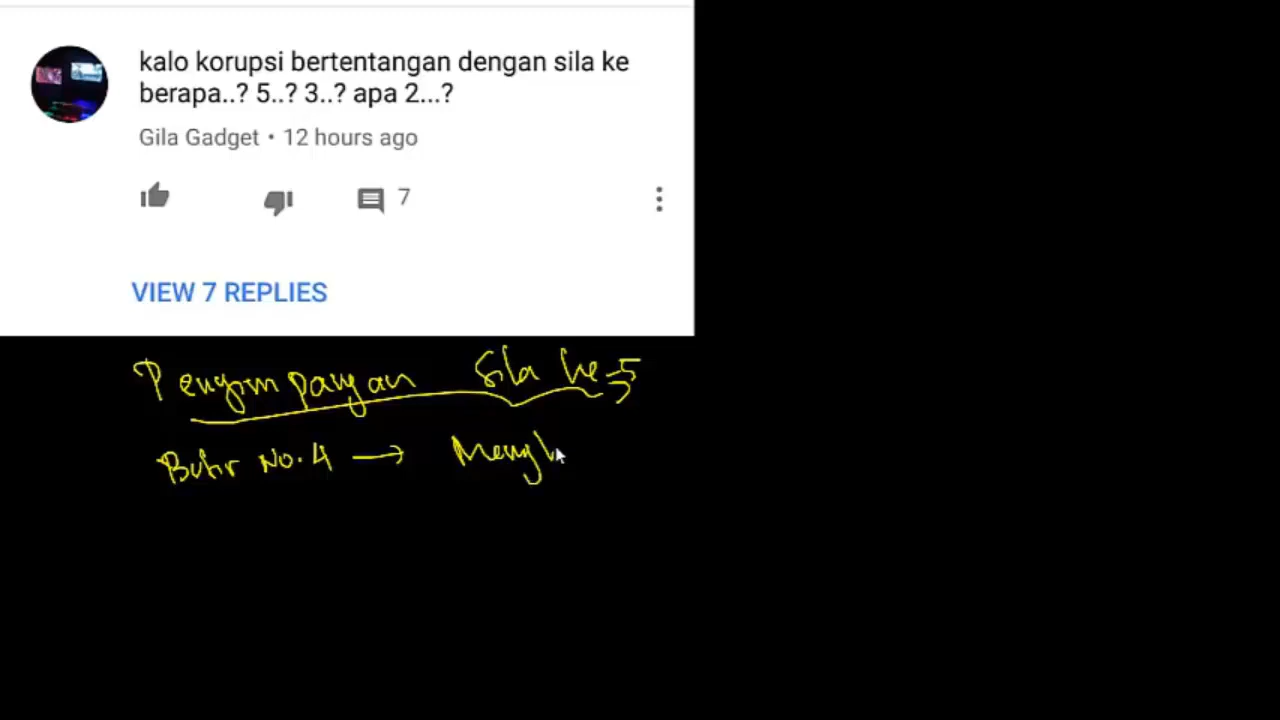 kalo korupsi bertentangan dengan sila ke
berapa..? 5..? 3..? apa 2...?
Gila Gadget • 12 hours ago
7
VIEW 7 REPLIES
Penyimpangan Sila ke-5
Butir No. 4 → Mengh